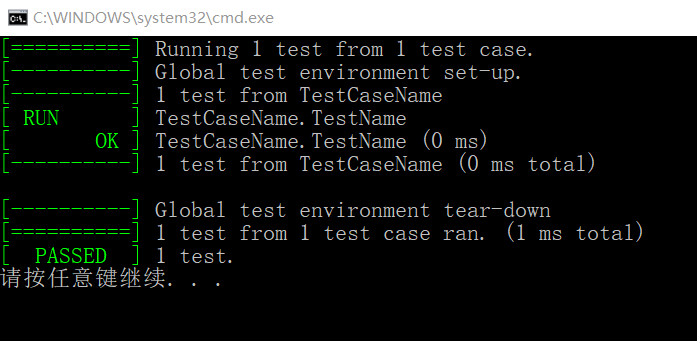 C:\WINDOWS\system32\cmd.exe
[==========] Running 1 test from 1 test case.
[----------] Global test environment set-up.
[----------] 1 test from TestCaseName
[ RUN      ] TestCaseName.TestName
[       OK ] TestCaseName.TestName (0 ms)
[----------] 1 test from TestCaseName (0 ms total)
[----------] Global test environment tear-down
[==========] 1 test from 1 test case ran. (1 ms total)
[  PASSED  ] 1 test.
请按任意键继续. . .